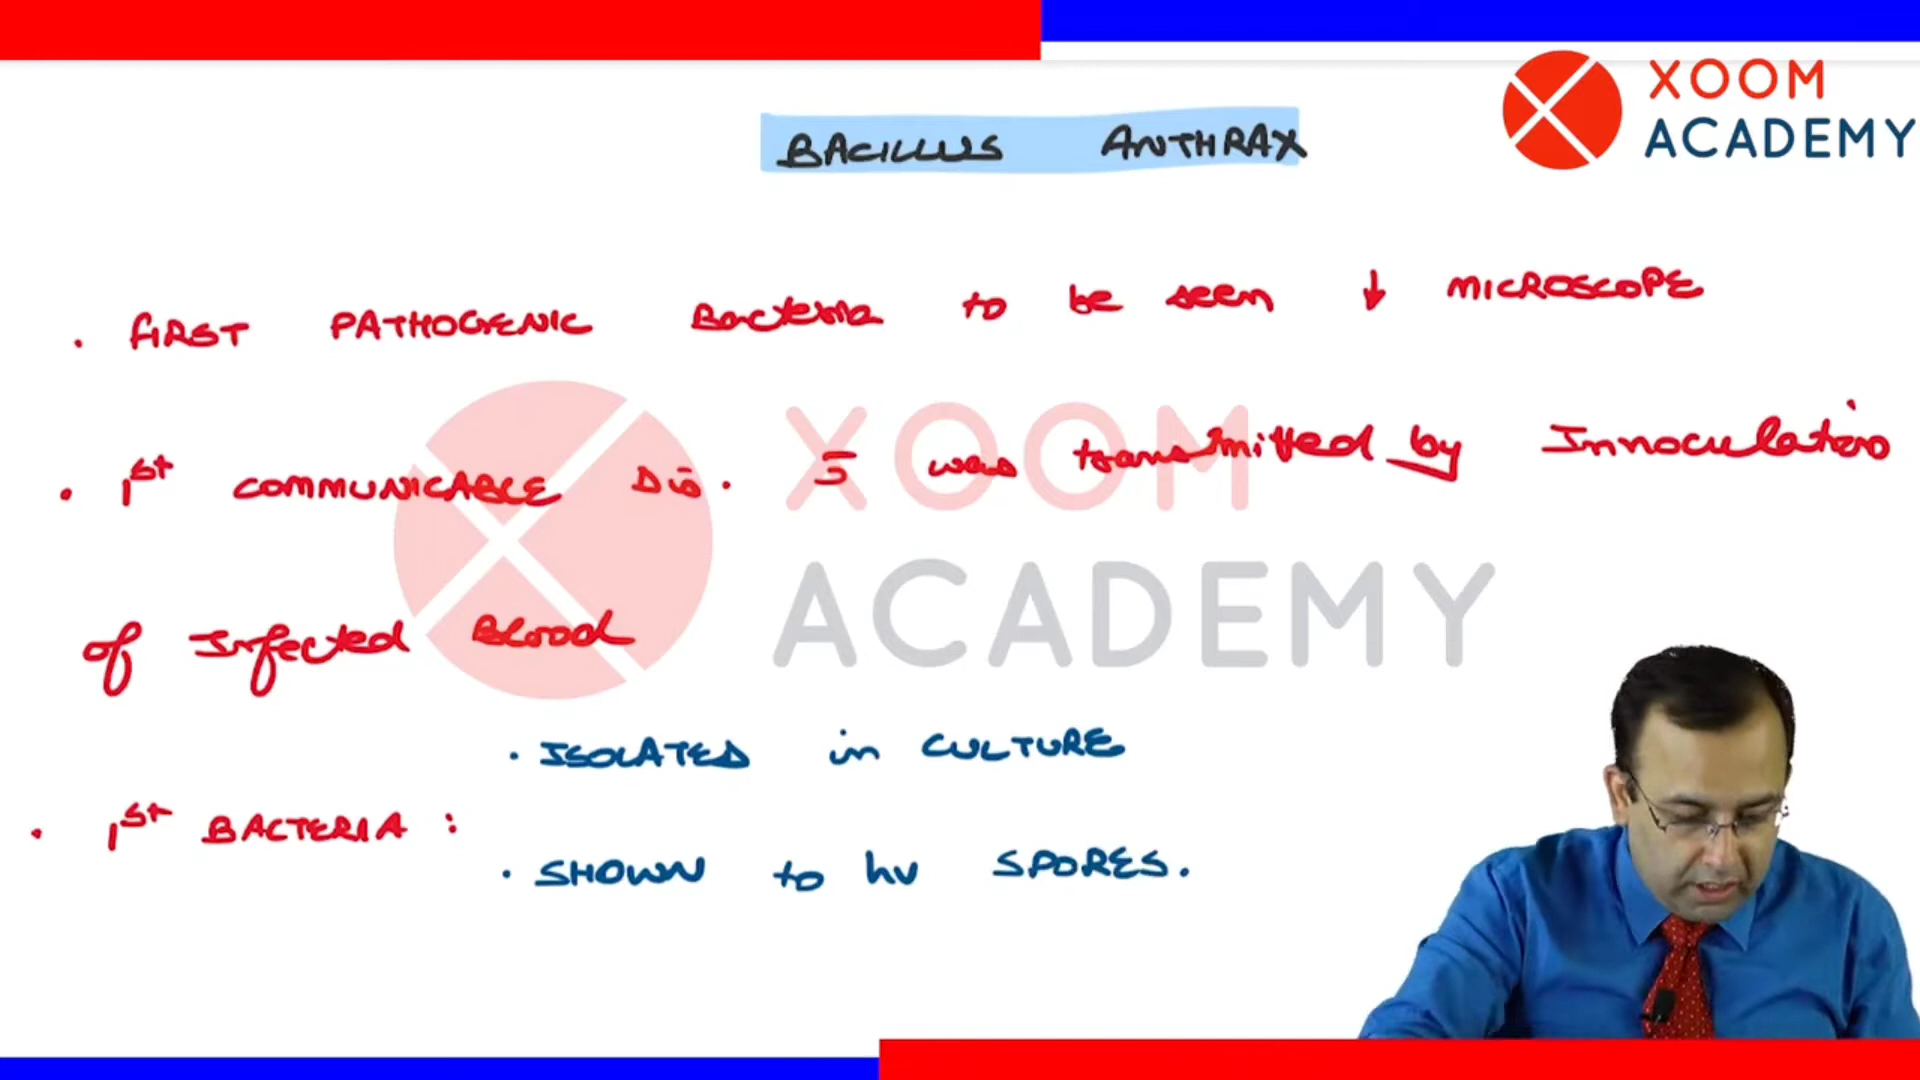 XOOM
ACADEMY
BACILLUS ANTHRAX
. FIRST PATHOGENIC Bacteria to be seen ↓ MICROSCOPE
. 1st COMMUNICABLE Dis. was transmitted by Innoculation
of Infected Blood
. ISOLATED in CULTURE
. 1st BACTERIA :
. SHOWN to hv SPORES.
XOOM
ACADEMY